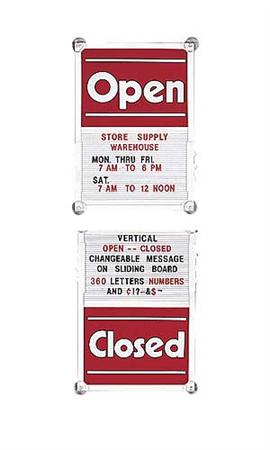 Open
STORE SUPPLY
WAREHOUSE
MON. THRU FRI.
7 AM TO 6 PM
SAT.
7 AM TO 12 NOON
VERTICAL
OPEN -- CLOSED
CHANGEABLE MESSAGE
ON SLIDING BOARD
360 LETTERS NUMBERS
AND ¢!?-&$~
Closed